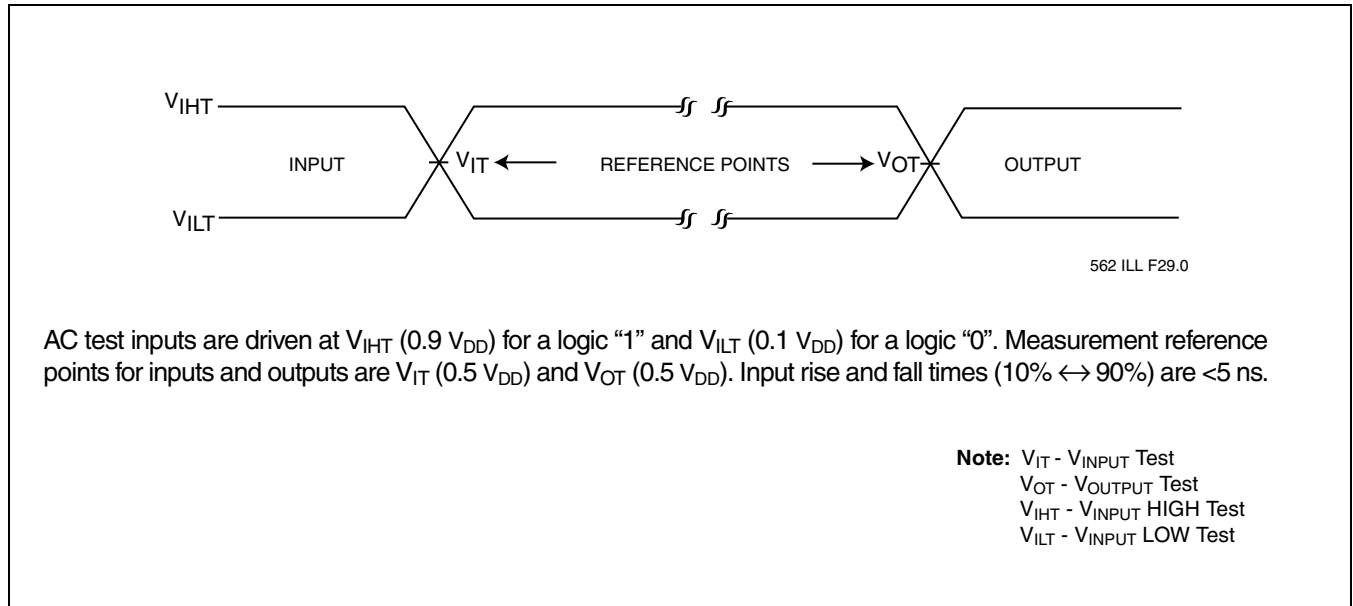 VIHT
INPUT VIT REFERENCE POINTS VOT OUTPUT
VILT
562 ILL F29.0
AC test inputs are driven at VIHT (0.9 VDD) for a logic “1” and VILT (0.1 VDD) for a logic “0”. Measurement reference
points for inputs and outputs are VIT (0.5 VDD) and VOT (0.5 VDD). Input rise and fall times (10% ↔ 90%) are <5 ns.
Note: VIT - VINPUT Test
VOT - VOUTPUT Test
VIHT - VINPUT HIGH Test
VILT - VINPUT LOW Test